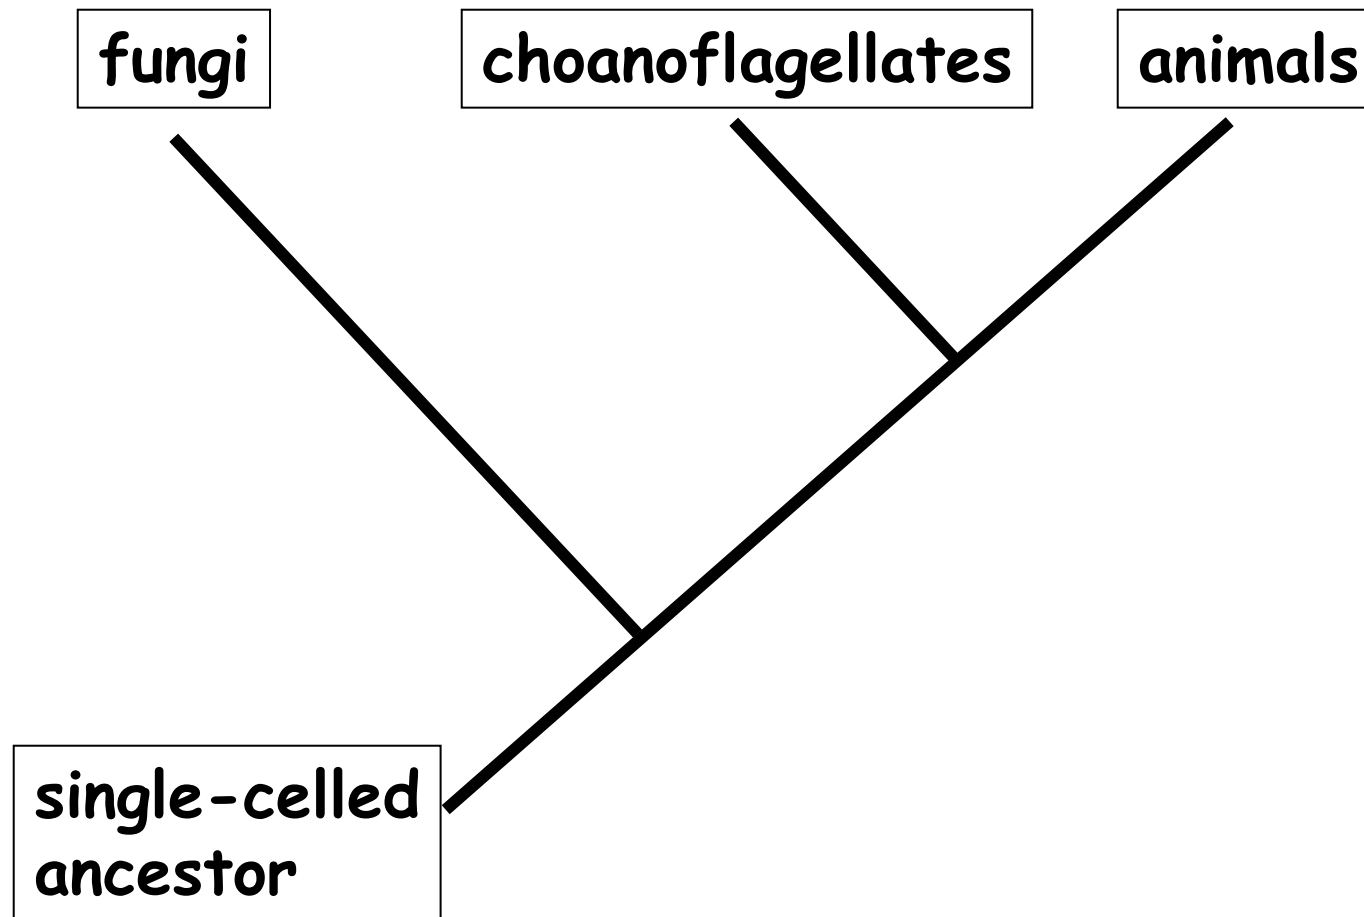 fungi
choanoflagellates
animals
single-celled
ancestor